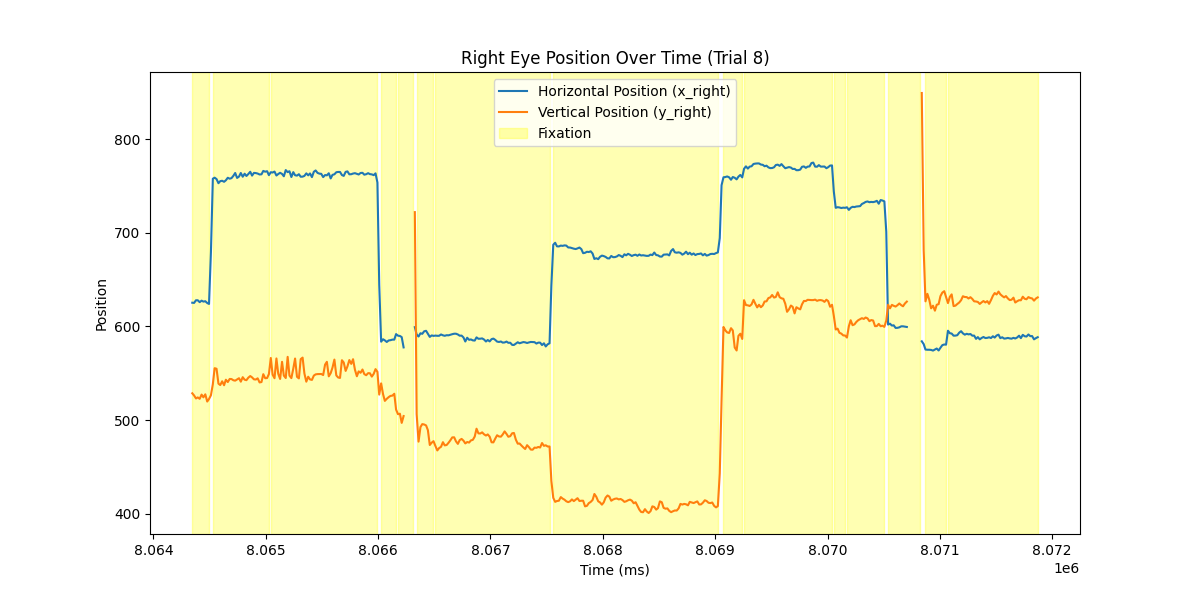 Right Eye Position Over Time (Trial 8)
Horizontal Position (x_right)
Vertical Position (y_right)
Fixation
Position
800
700
600
500
400
8.064 8.065 8.066 8.067 8.068 8.069 8.070 8.071 8.072
1e6
Time (ms)